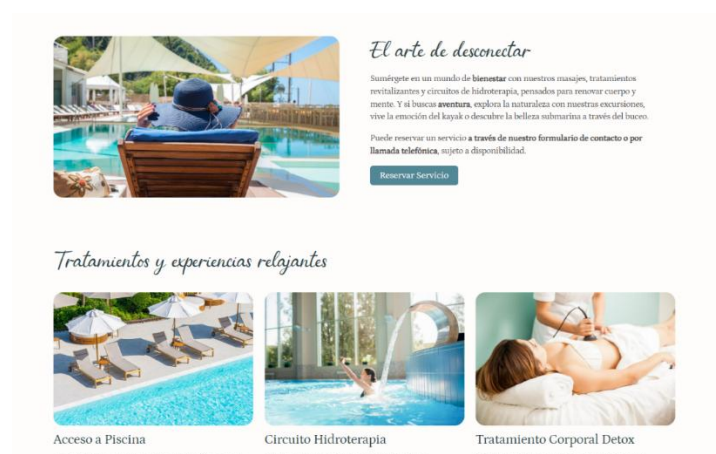 El arte de desconectar
Sumérgete en un mundo de bienestar con nuestros masajes, tratamientos
revitalizantes y circuitos de hidroterapia, pensados para renovar cuerpo y
mente. Y si buscas aventura, explora la naturaleza con nuestras excursiones,
vive la emoción del kayak o descubre la belleza submarina a través del buceo.
Puede reservar un servicio a través de nuestro formulario de contacto o por
llamada telefónica, sujeto a disponibilidad.
Reservar Servicio
Tratamientos y experiencias relajantes
Acceso a Piscina
Circuito Hidroterapia
Tratamiento Corporal Detox